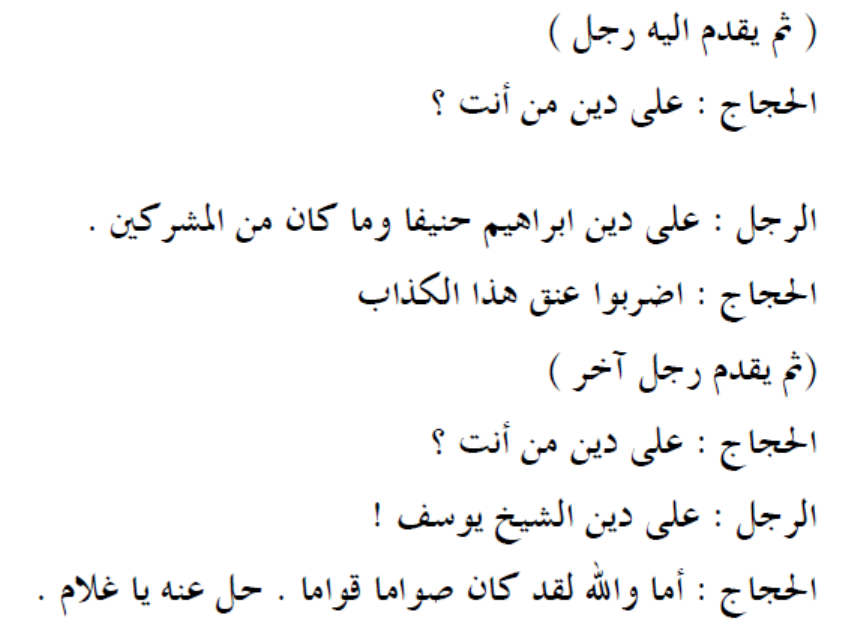 ( ثم يقدم اليه رجل )
الحجاج : على دين من أنت ؟
الرجل : على دين ابراهيم حنيفا وما كان من المشركين .
الحجاج : اضربوا عنق هذا الكذاب
(ثم يقدم رجل آخر )
الحجاج : على دين من أنت ؟
الرجل : على دين الشيخ يوسف !
الحجاج : أما والله لقد كان صواما قواما . حل عنه يا غلام .